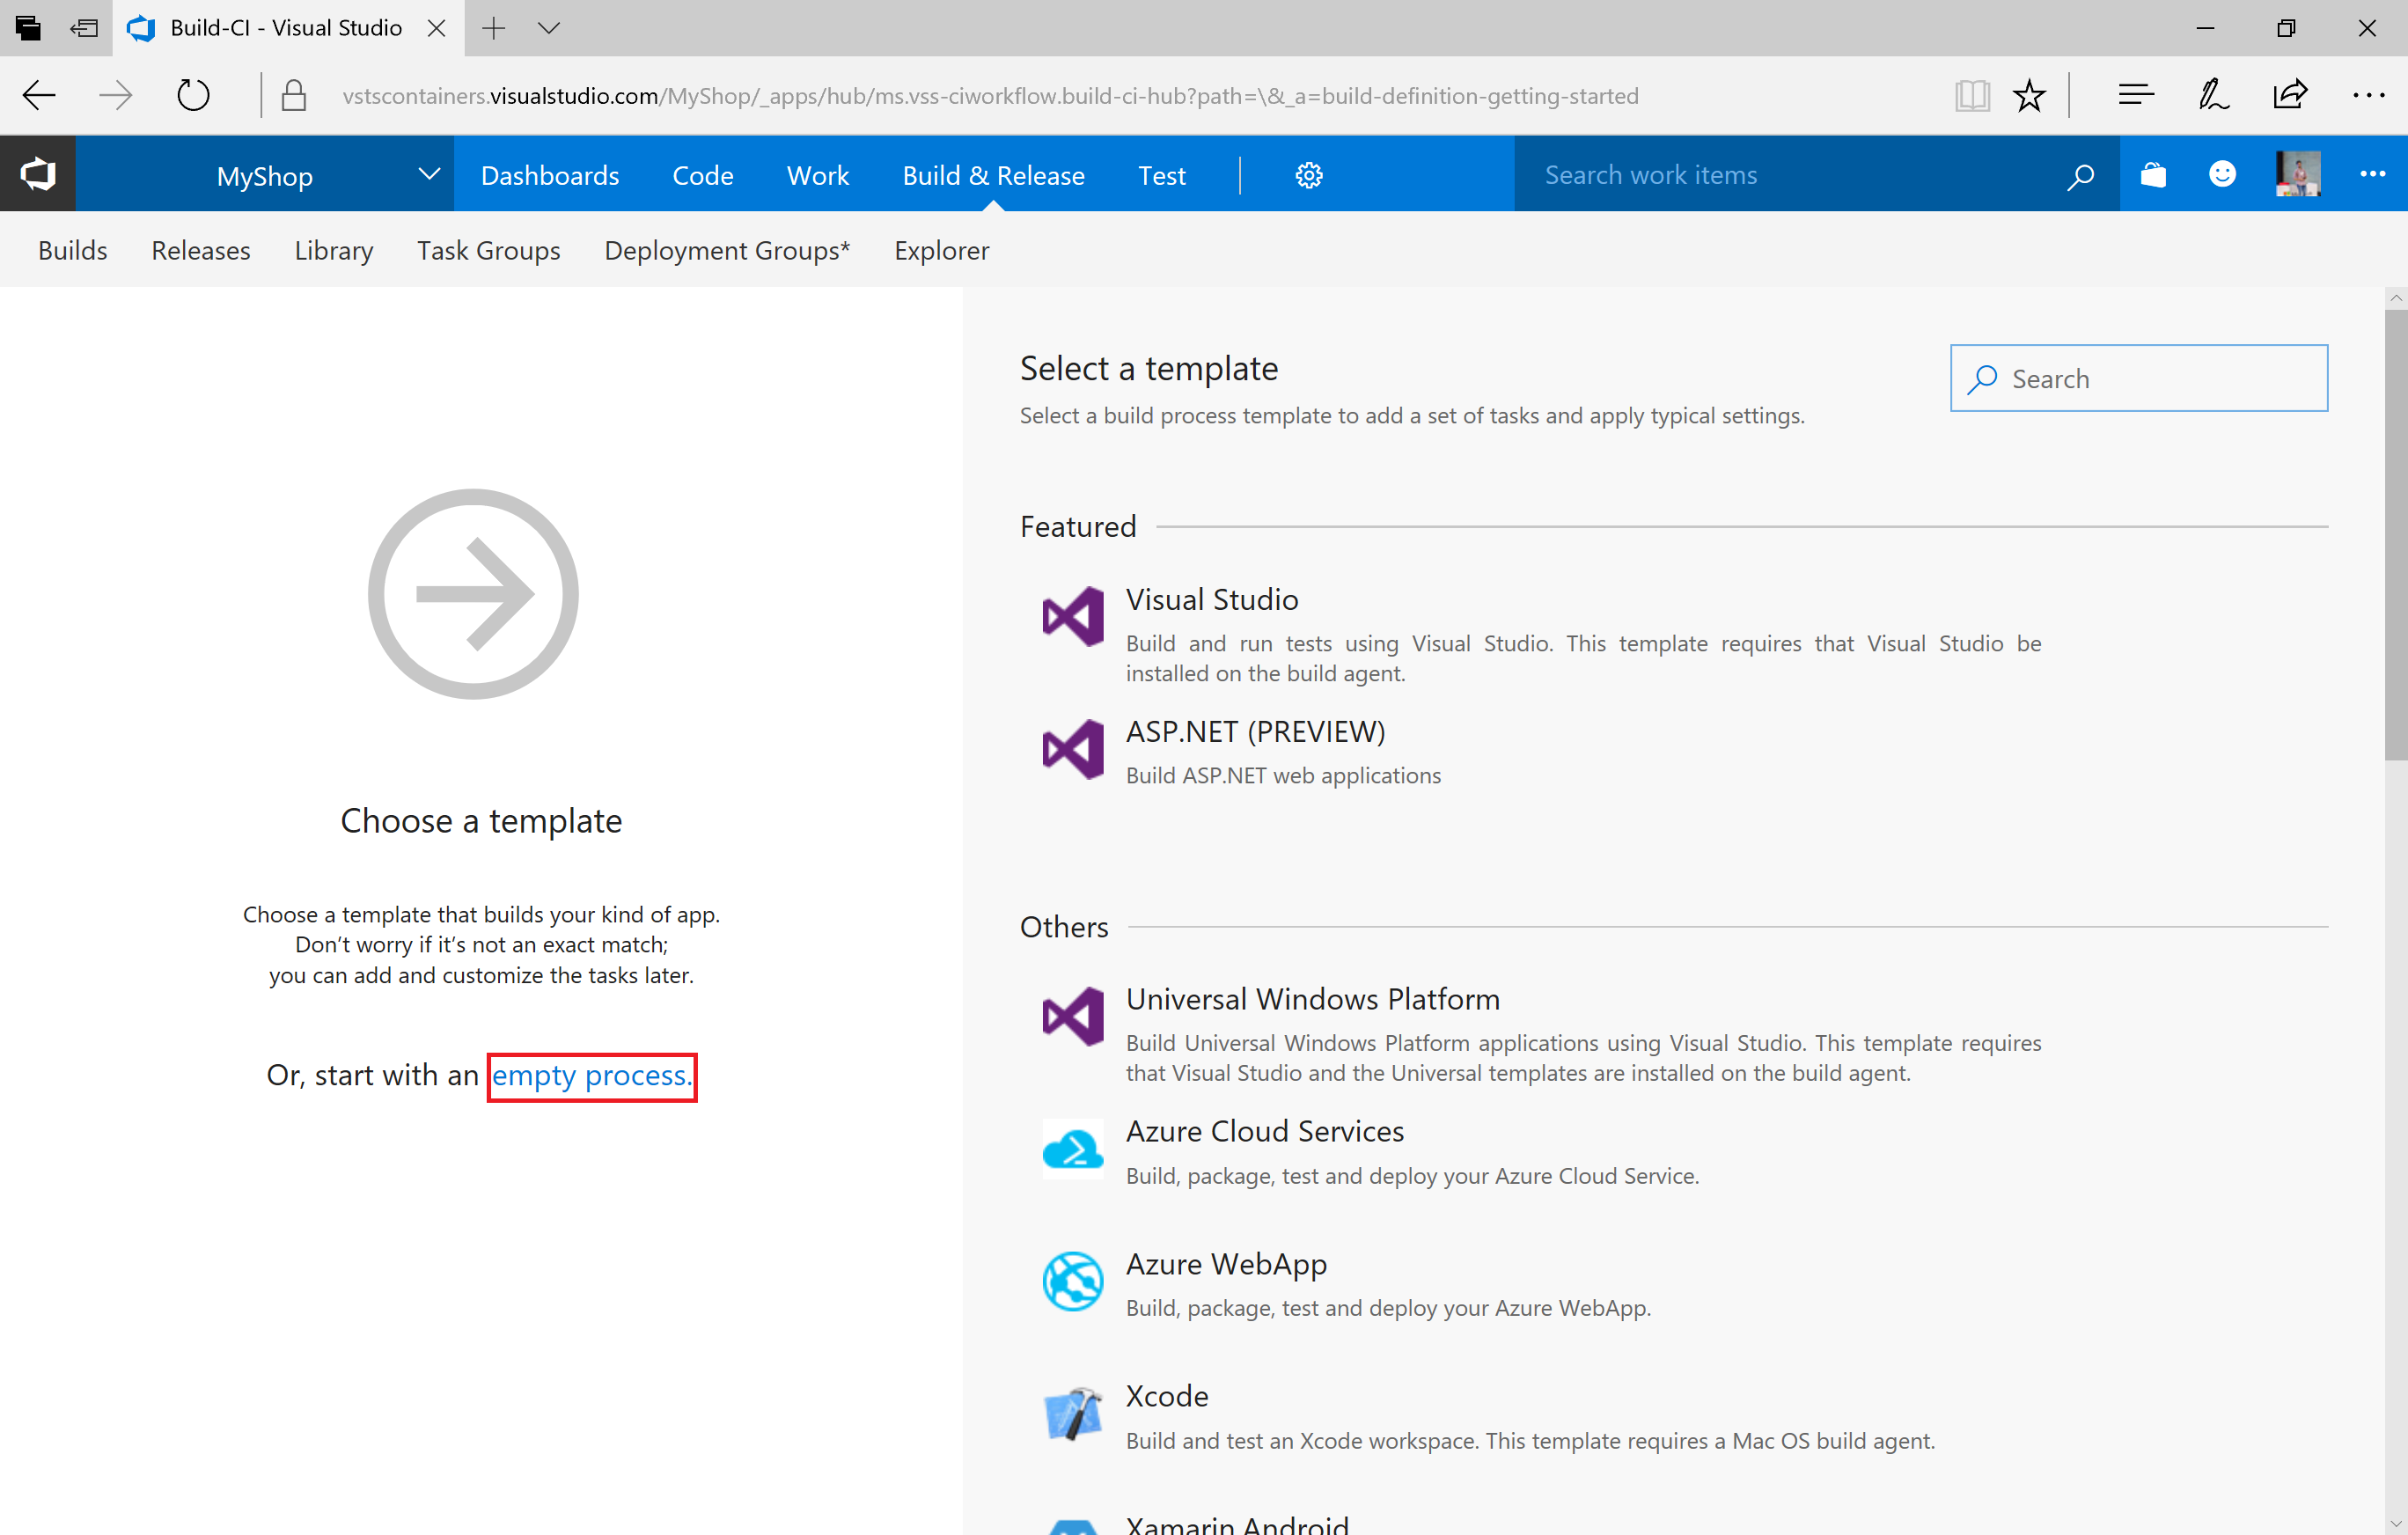 Build-CI - Visual Studio
vstscontainers.visualstudio.com/MyShop/_apps/hub/ms.vss-ciworkflow.build-ci-hub?path=\&_a=build-definition-getting-started
MyShop
Dashboards
Code
Work
Build & Release
Test
Search work items
Builds
Releases
Library
Task Groups
Deployment Groups*
Explorer
Choose a template
Choose a template that builds your kind of app.
Don’t worry if it’s not an exact match;
you can add and customize the tasks later.
Or, start with an empty process.
Select a template
Search
Select a build process template to add a set of tasks and apply typical settings.
Featured
Visual Studio
Build and run tests using Visual Studio. This template requires that Visual Studio be
installed on the build agent.
ASP.NET (PREVIEW)
Build ASP.NET web applications
Others
Universal Windows Platform
Build Universal Windows Platform applications using Visual Studio. This template requires
that Visual Studio and the Universal templates are installed on the build agent.
Azure Cloud Services
Build, package, test and deploy your Azure Cloud Service.
Azure WebApp
Build, package, test and deploy your Azure WebApp.
Xcode
Build and test an Xcode workspace. This template requires a Mac OS build agent.
Xamarin Android